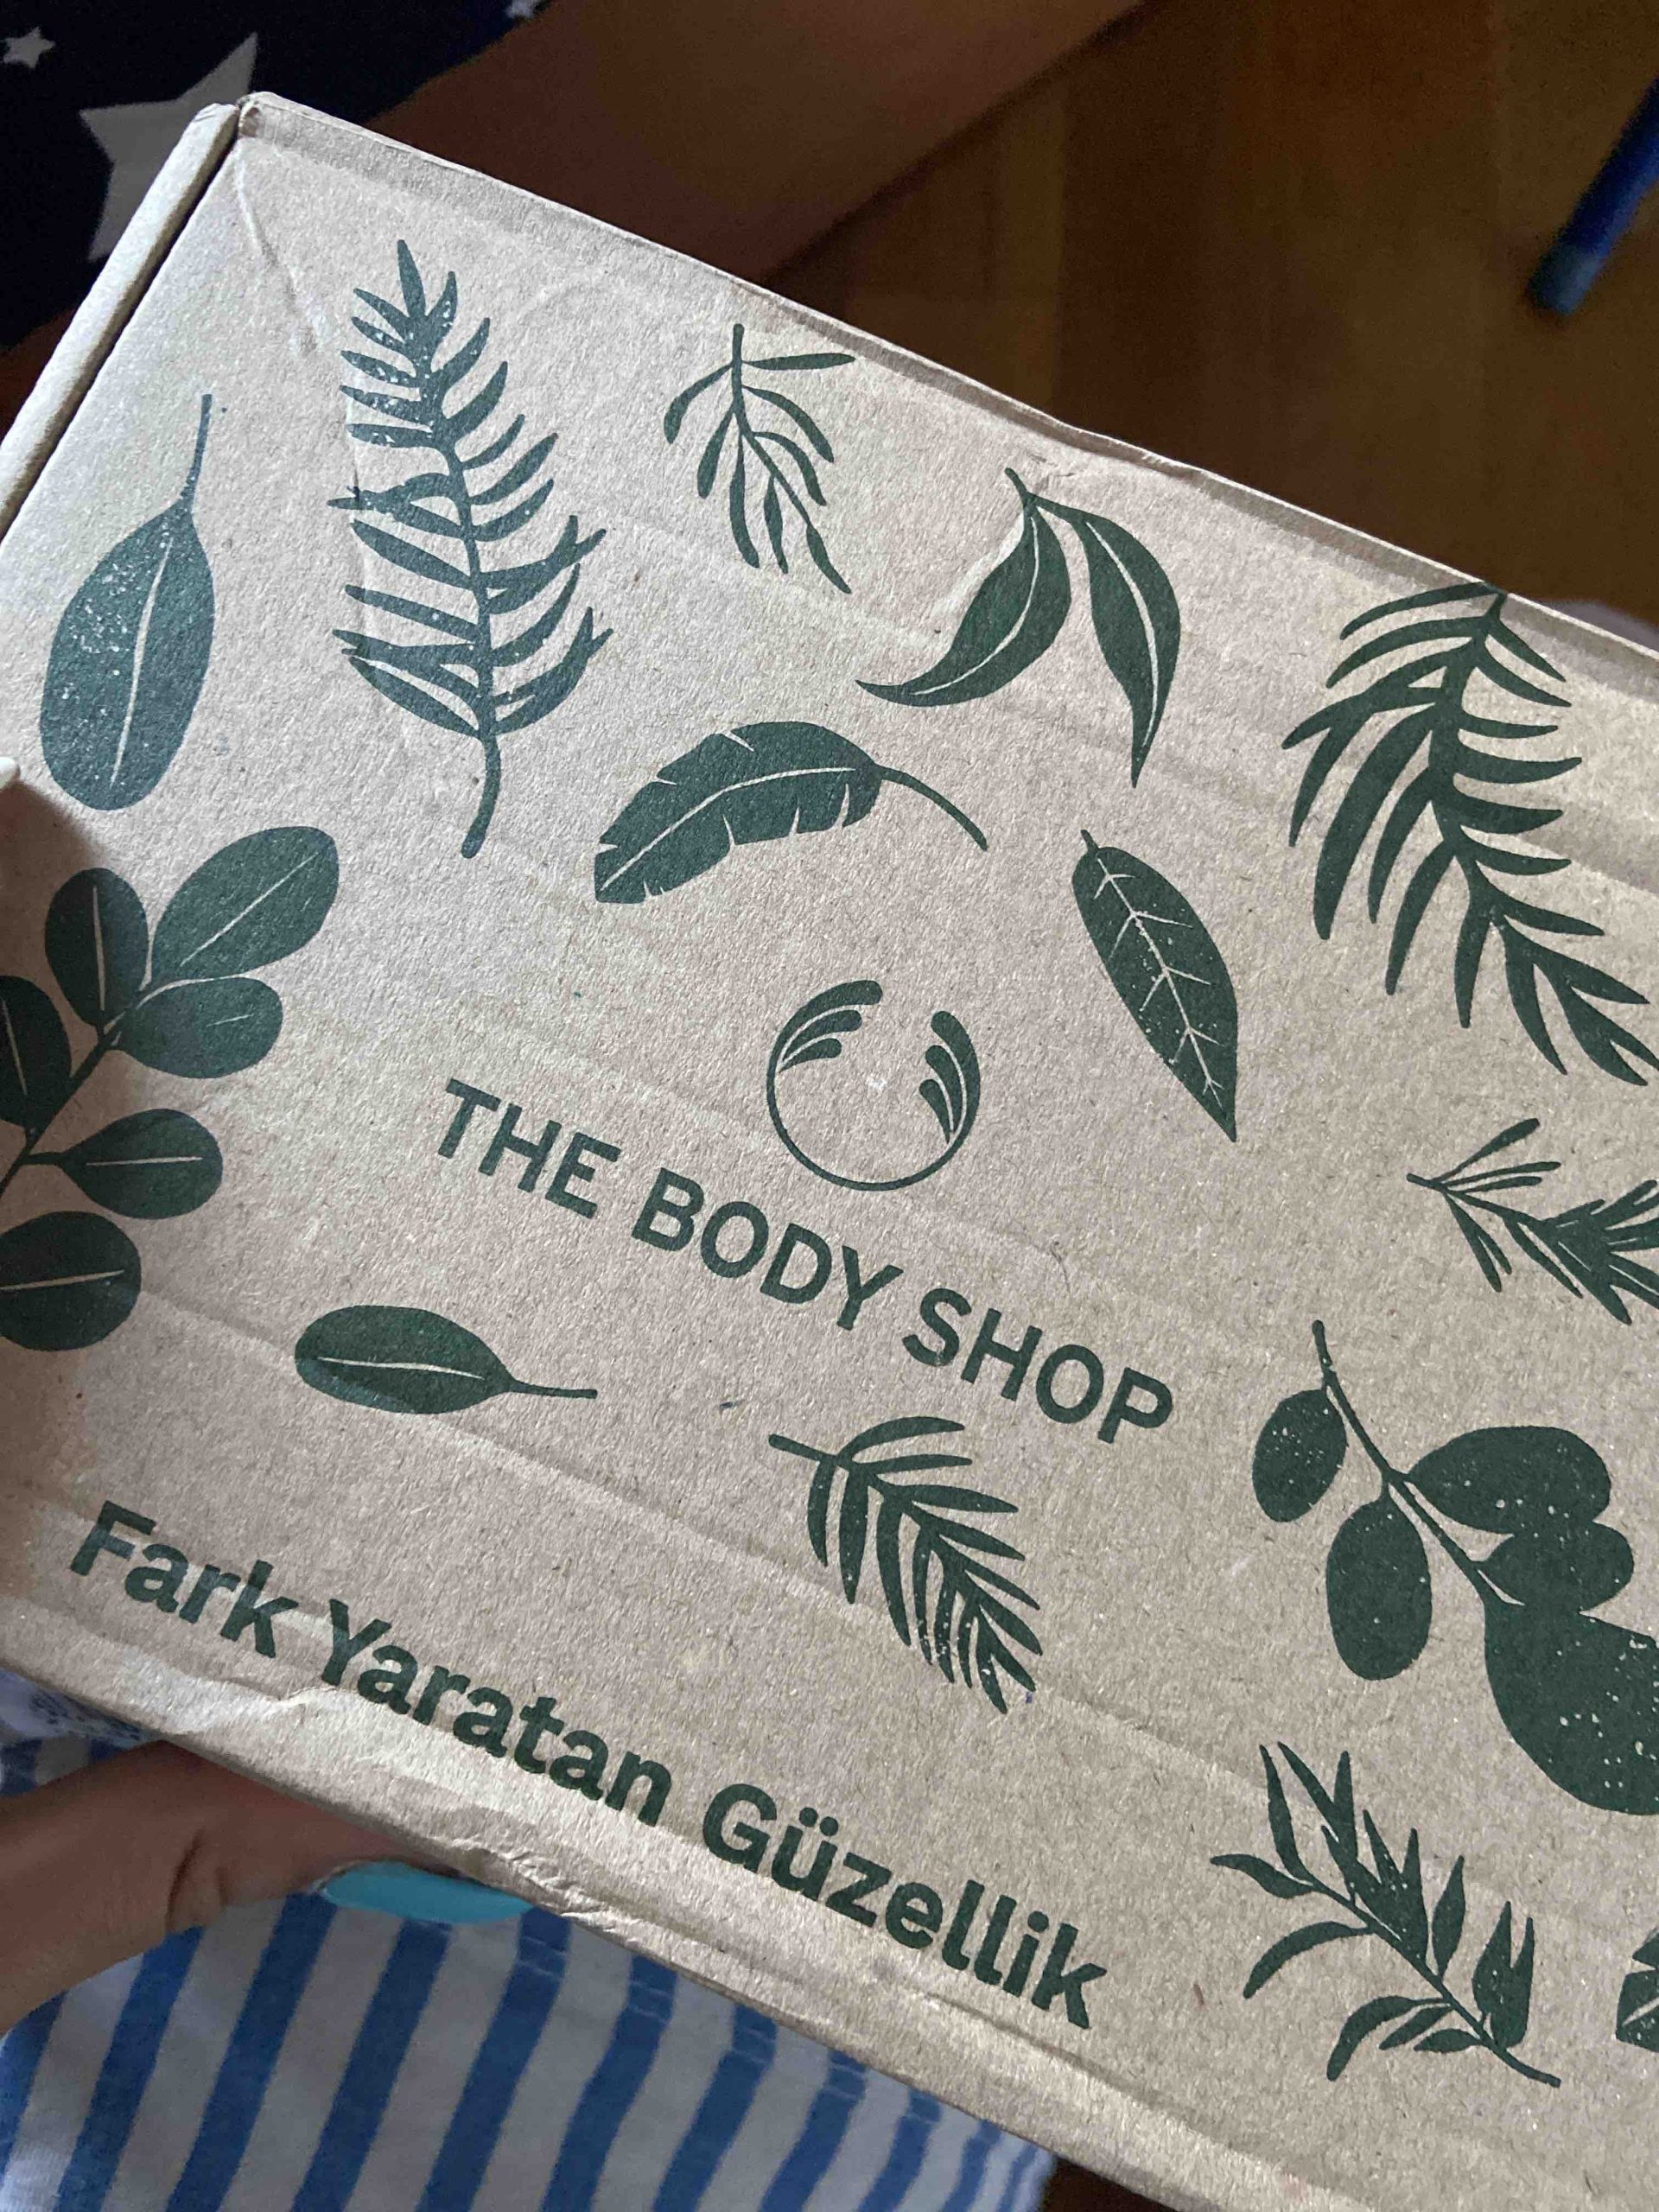 THE BODY SHOP
Fark Yaratan Güzellik